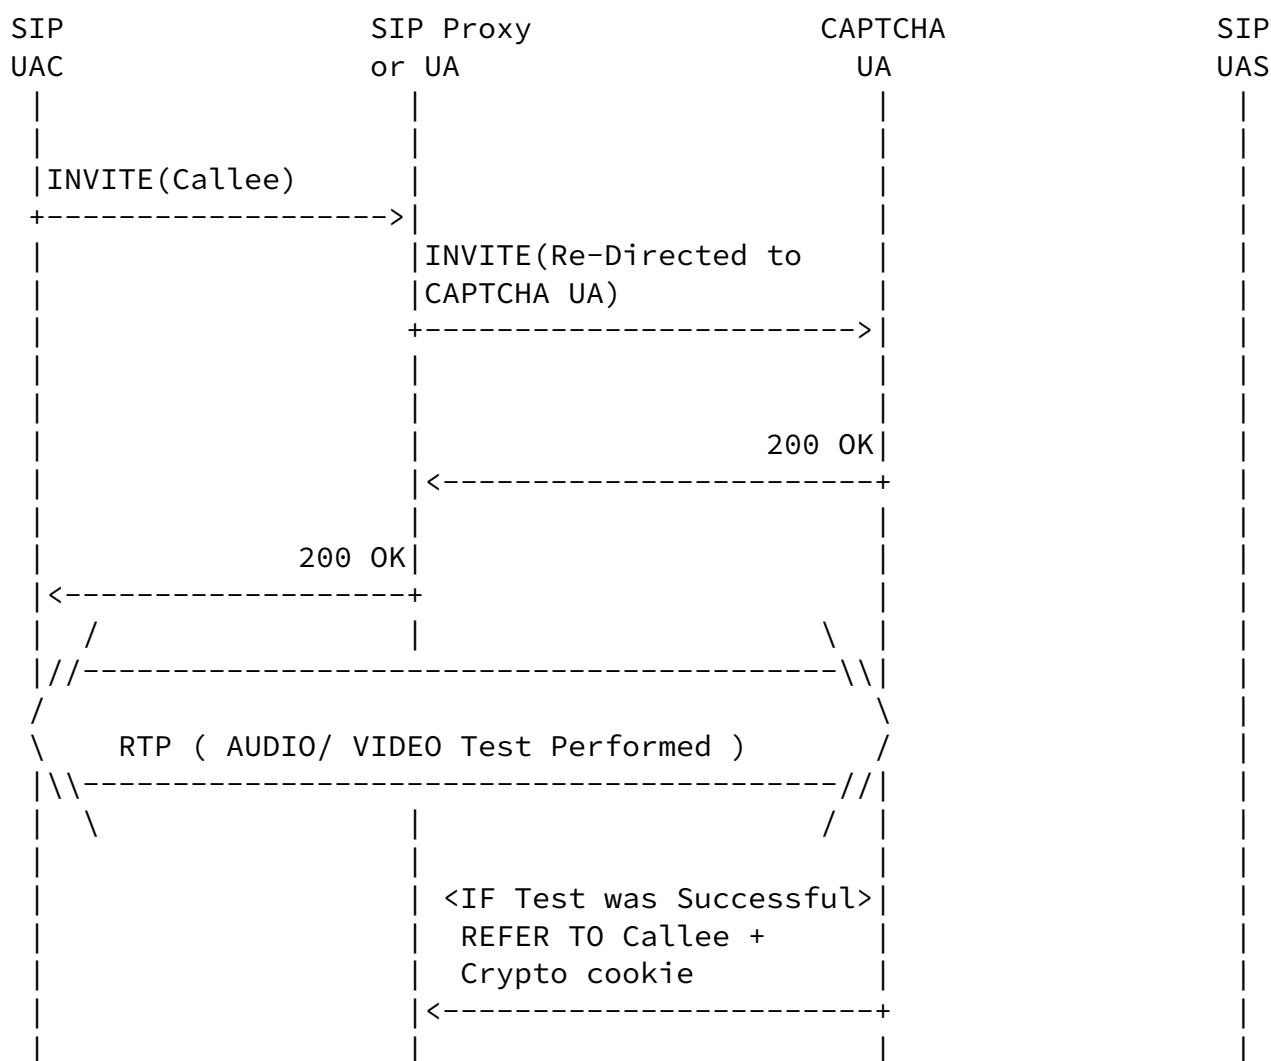 SIP SIP Proxy CAPTCHA SIP
UAC or UA UA UAS
INVITE(Callee)
INVITE(Re-Directed to
CAPTCHA UA)
200 OK
200 OK
RTP ( AUDIO/ VIDEO Test Performed )
<IF Test was Successful>
REFER TO Callee +
Crypto cookie